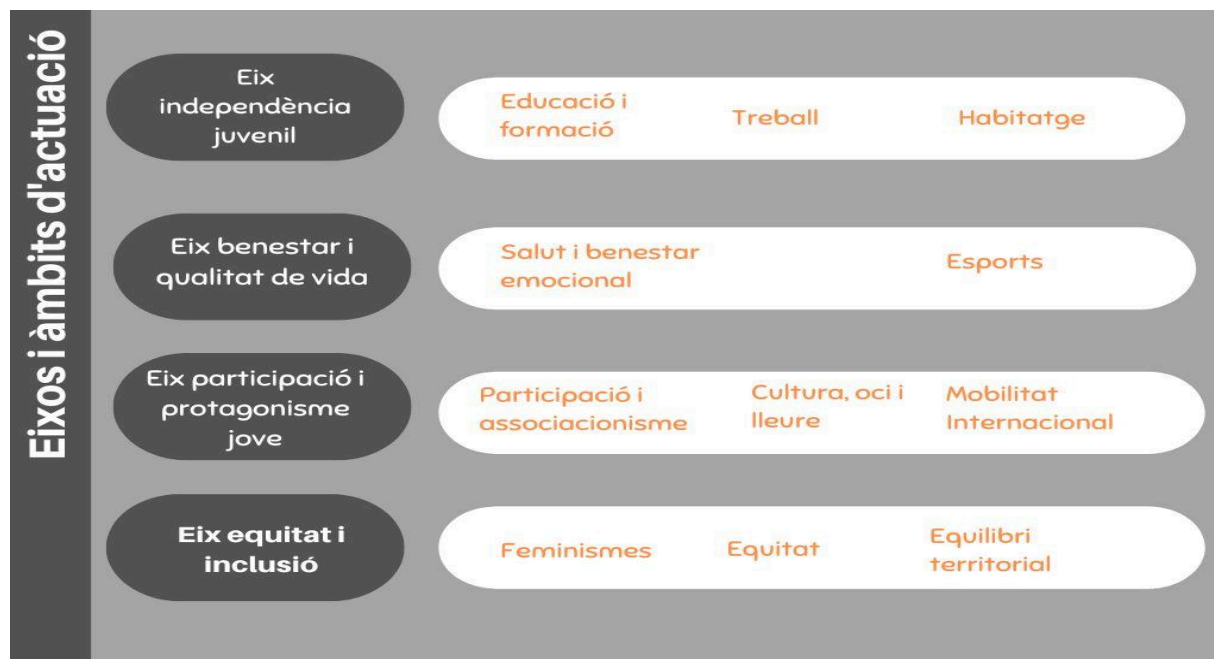 Eixos i àmbits d'actuació
Eix
independència
juvenil
Educació i
formació
Treball
Habitatge
Eix benestar i
qualitat de vida
Salut i benestar
emocional
Esports
Eix participació i
protagonisme
jove
Participació i
associacionisme
Cultura, oci i
lleure
Mobilitat
Internacional
Eix equitat i
inclusió
Feminismes
Equitat
Equilibri
territorial